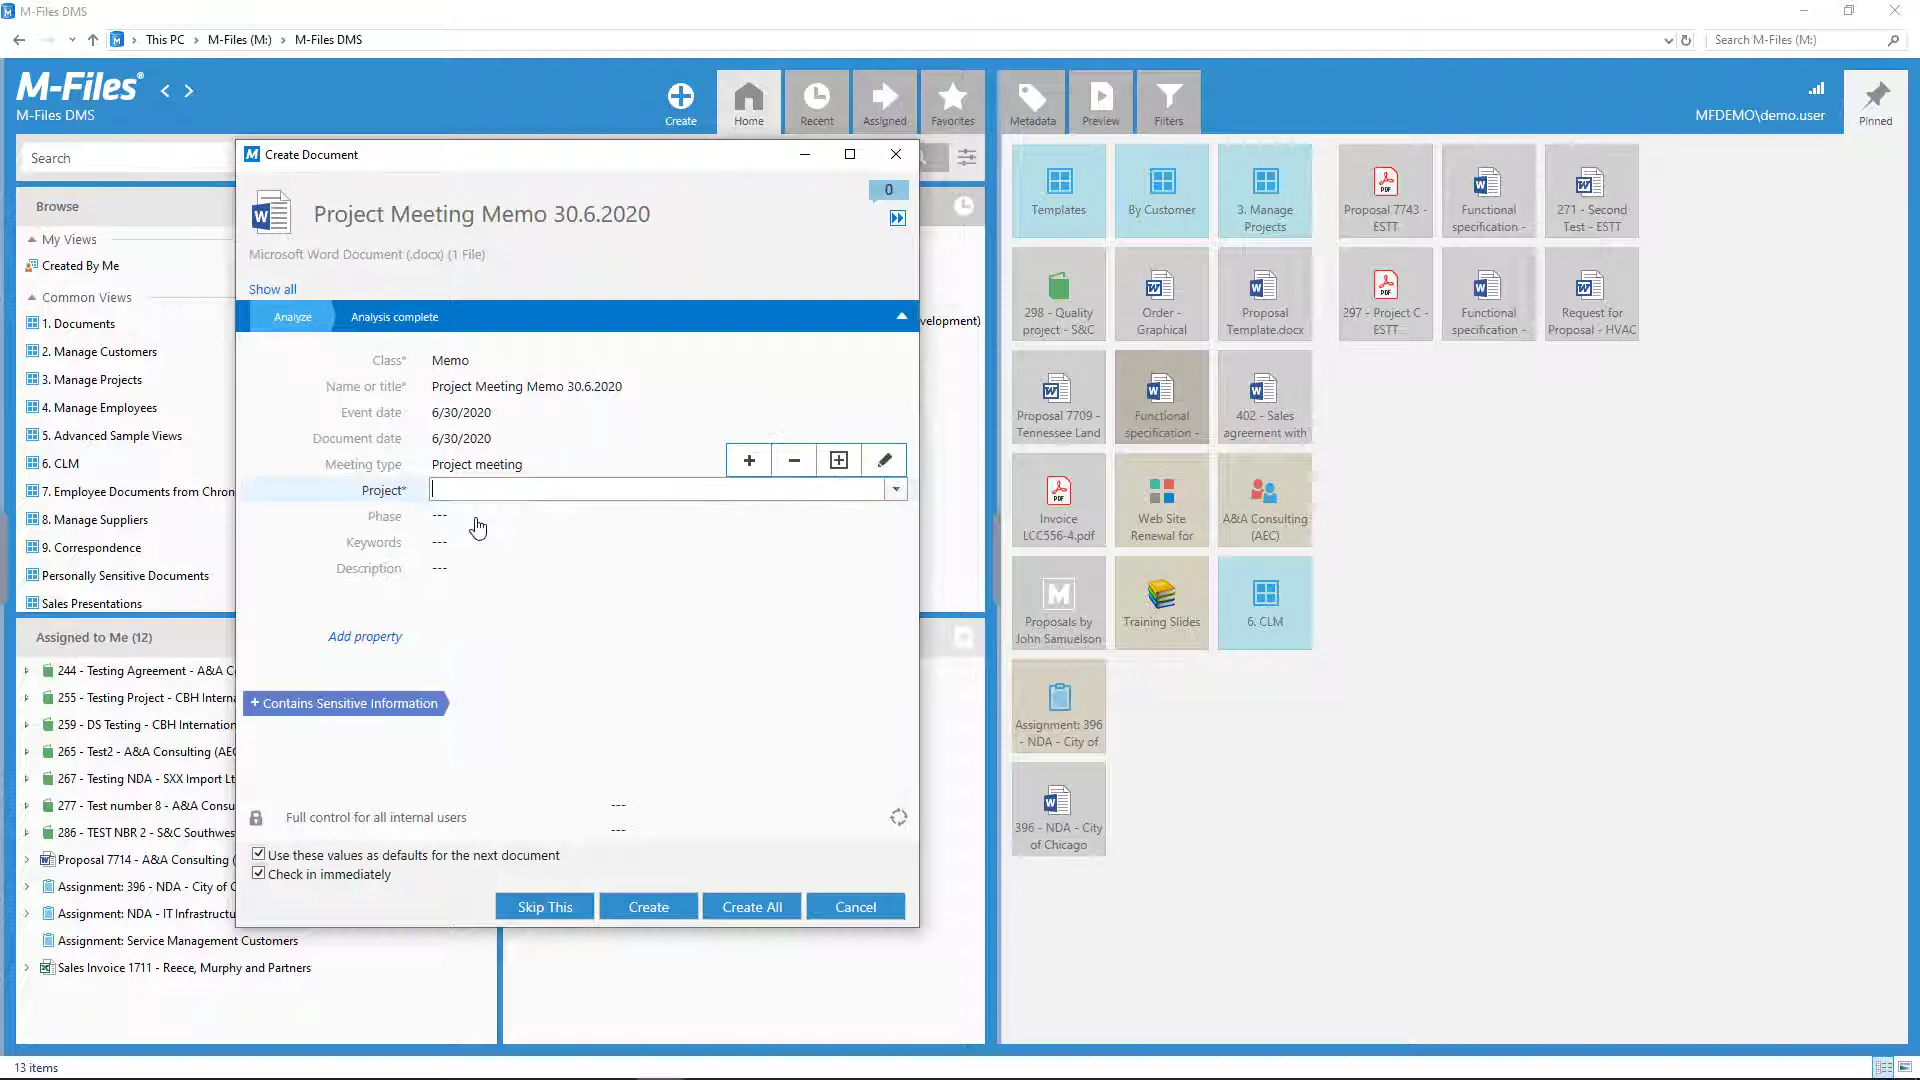 M-Files DMS
This PC
M-Files (M:)
M-Files DMS
Search M-Files (M:)
M-Files®
M-Files DMS
Create
Home
Recent
Assigned
Favorites
Metadata
Preview
Filters
MFDEMO\demo.user
Pinned
Search
Browse
My Views
Created By Me
Common Views
1. Documents
2. Manage Customers
3. Manage Projects
4. Manage Employees
5. Advanced Sample Views
6. CLM
7. Employee Documents from Chron
8. Manage Suppliers
9. Correspondence
Personally Sensitive Documents
Sales Presentations
Assigned to Me (12)
244 - Testing Agreement - A&A C
255 - Testing Project - CBH Interna
259 - DS Testing - CBH Internation
265 - Test2 - A&A Consulting (AEC
267 - Testing NDA - SXX Import Lt
277 - Test number 8 - A&A Consu
286 - TEST NBR 2 - S&C Southwes
Proposal 7714 - A&A Consulting (
Assignment: 396 - NDA - City of C
Assignment: NDA - IT Infrastructu
Assignment: Service Management Customers
Sales Invoice 1711 - Reece, Murphy and Partners
13 items
Create Document
0
Project Meeting Memo 30.6.2020
Microsoft Word Document (.docx) (1 File)
Show all
Analyze
Analysis complete
velopment)
Class* Memo
Name or title* Project Meeting Memo 30.6.2020
Event date 6/30/2020
Document date 6/30/2020
Meeting type Project meeting
Project*
Phase ---
Keywords ---
Description ---
Add property
+ Contains Sensitive Information
---
Full control for all internal users
---
Use these values as defaults for the next document
Check in immediately
Skip This
Create
Create All
Cancel
Templates
By Customer
3. Manage
Projects
Proposal 7743 -
ESTT
Functional
specification -
271 - Second
Test - ESTT
298 - Quality
project - S&C
Order -
Graphical
Proposal
Template.docx
297 - Project C -
ESTT
Functional
specification -
Request for
Proposal - HVAC
Proposal 7709 -
Tennessee Land
Functional
specification -
402 - Sales
agreement with
Invoice
LCC556-4.pdf
Web Site
Renewal for
A&A Consulting
(AEC)
Proposals by
John Samuelson
Training Slides
6. CLM
Assignment: 396
- NDA - City of
396 - NDA - City
of Chicago